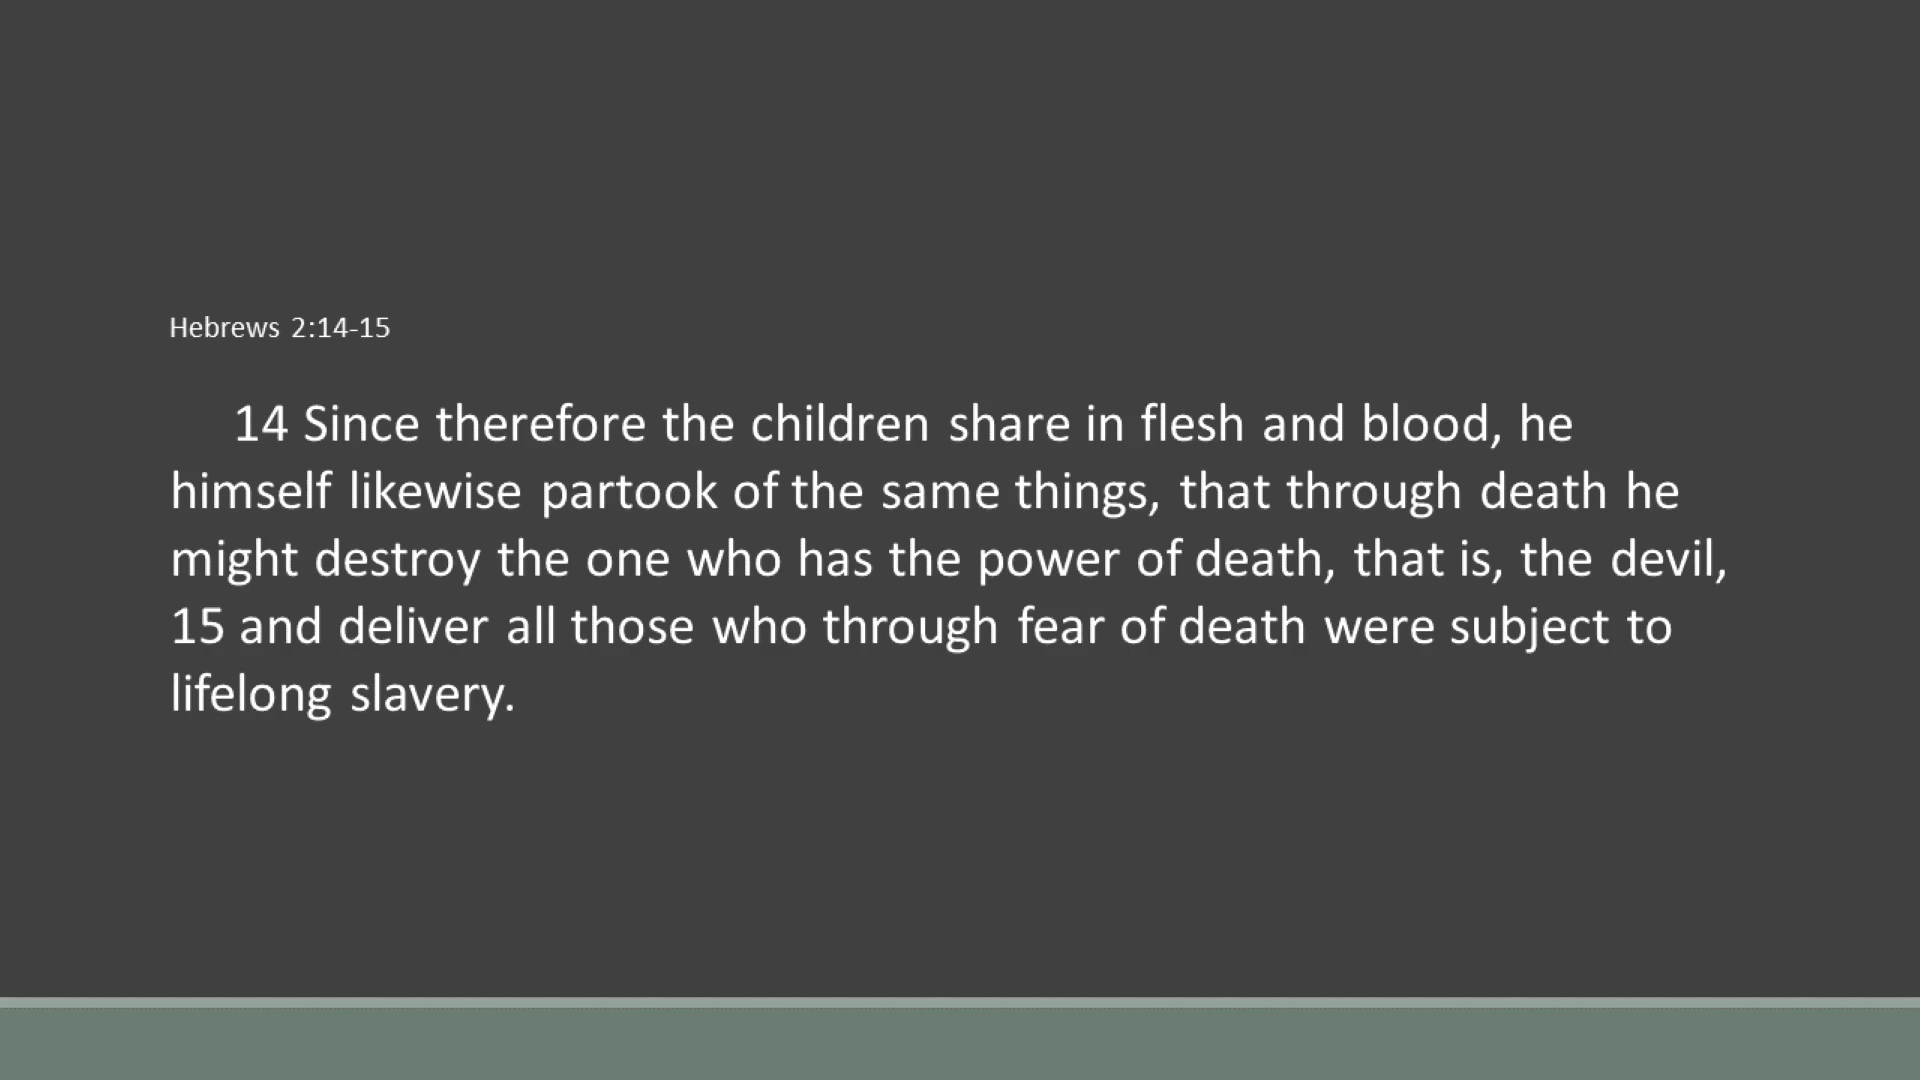 Hebrews 2:14-15
14 Since therefore the children share in flesh and blood, he
himself likewise partook of the same things, that through death he
might destroy the one who has the power of death, that is, the devil,
15 and deliver all those who through fear of death were subject to
lifelong slavery.